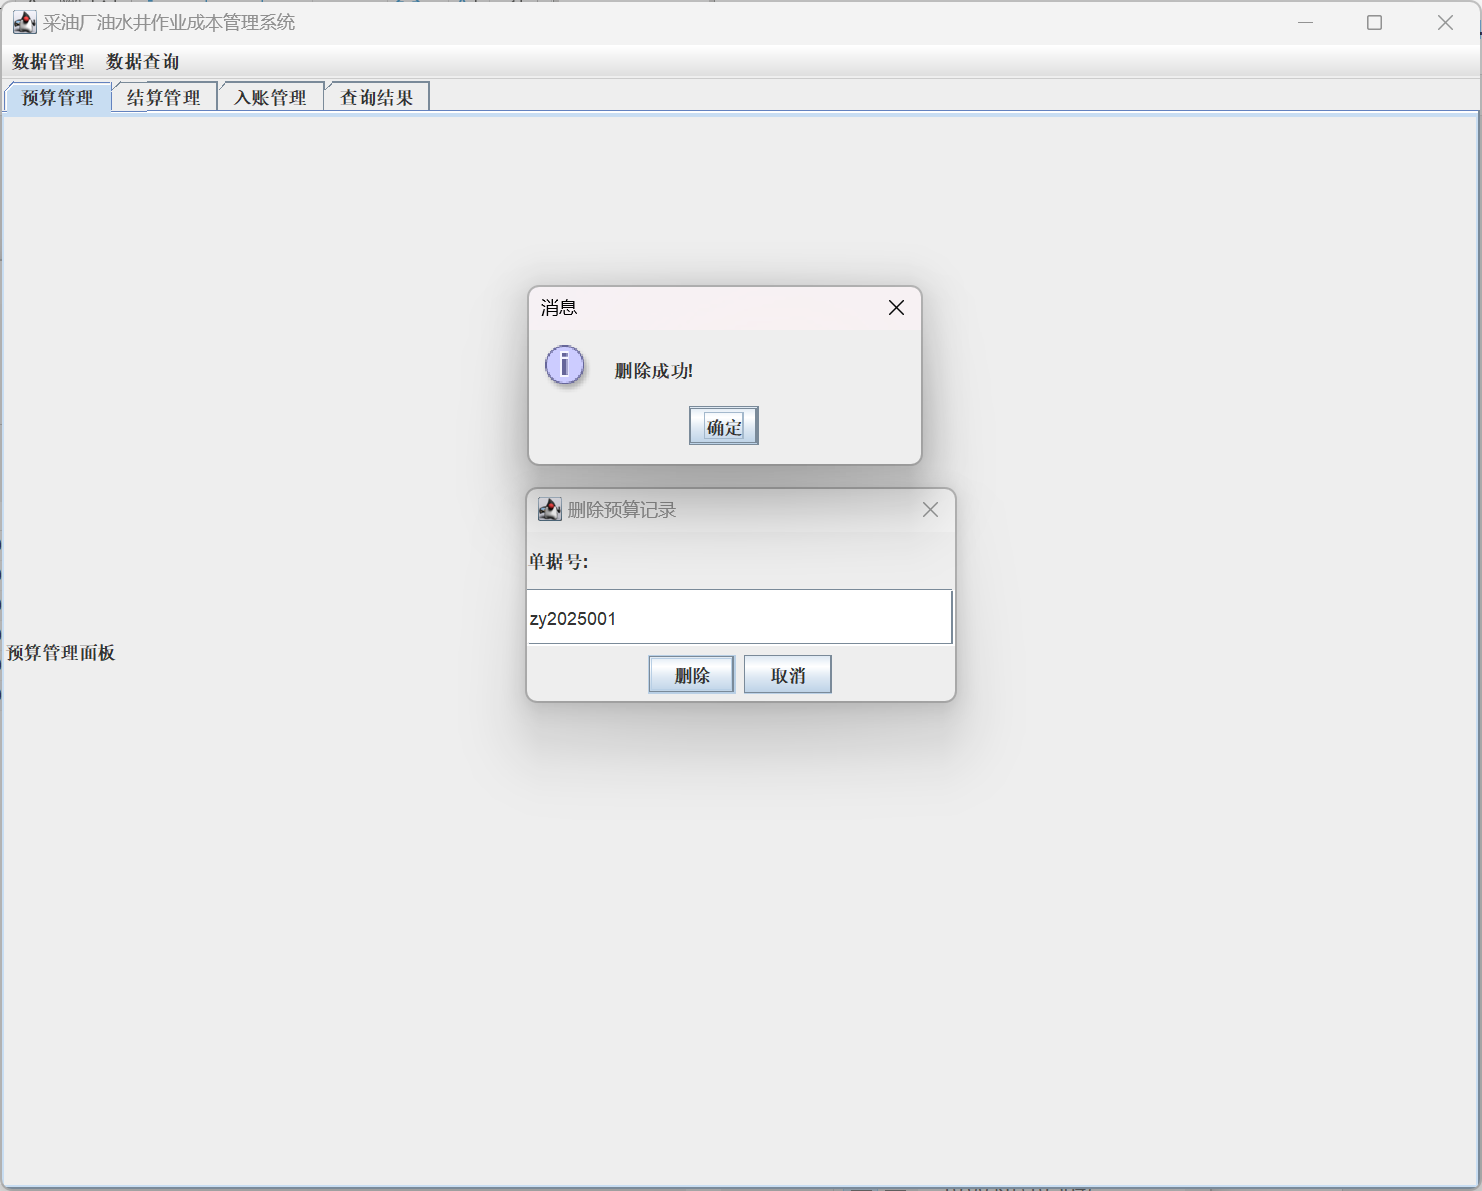 采油厂油水井作业成本管理系统
数据管理 数据查询
预算管理 结算管理 入账管理 查询结果
消息
删除成功!
确定
删除预算记录
单据号:
zy2025001
预算管理面板
删除 取消